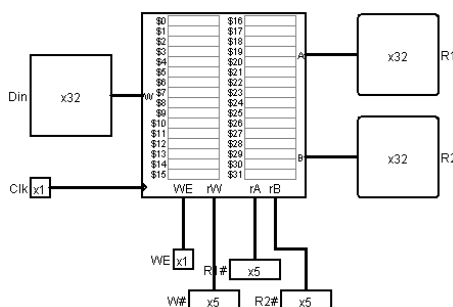 $0 $16
$1 $17
$2 $18
$3 $19
$4 $20
$5 $21
$6 $22
$7 $23
$8 $24
$9 $25
$10 $26
$11 $27
$12 $28
$13 $29
$14 $30
$15 $31
A
x32 R1
Din x32 W
B
x32 R2
Clk x1
WE rW rA rB
WE x1
R1# x5
W# x5 R2# x5